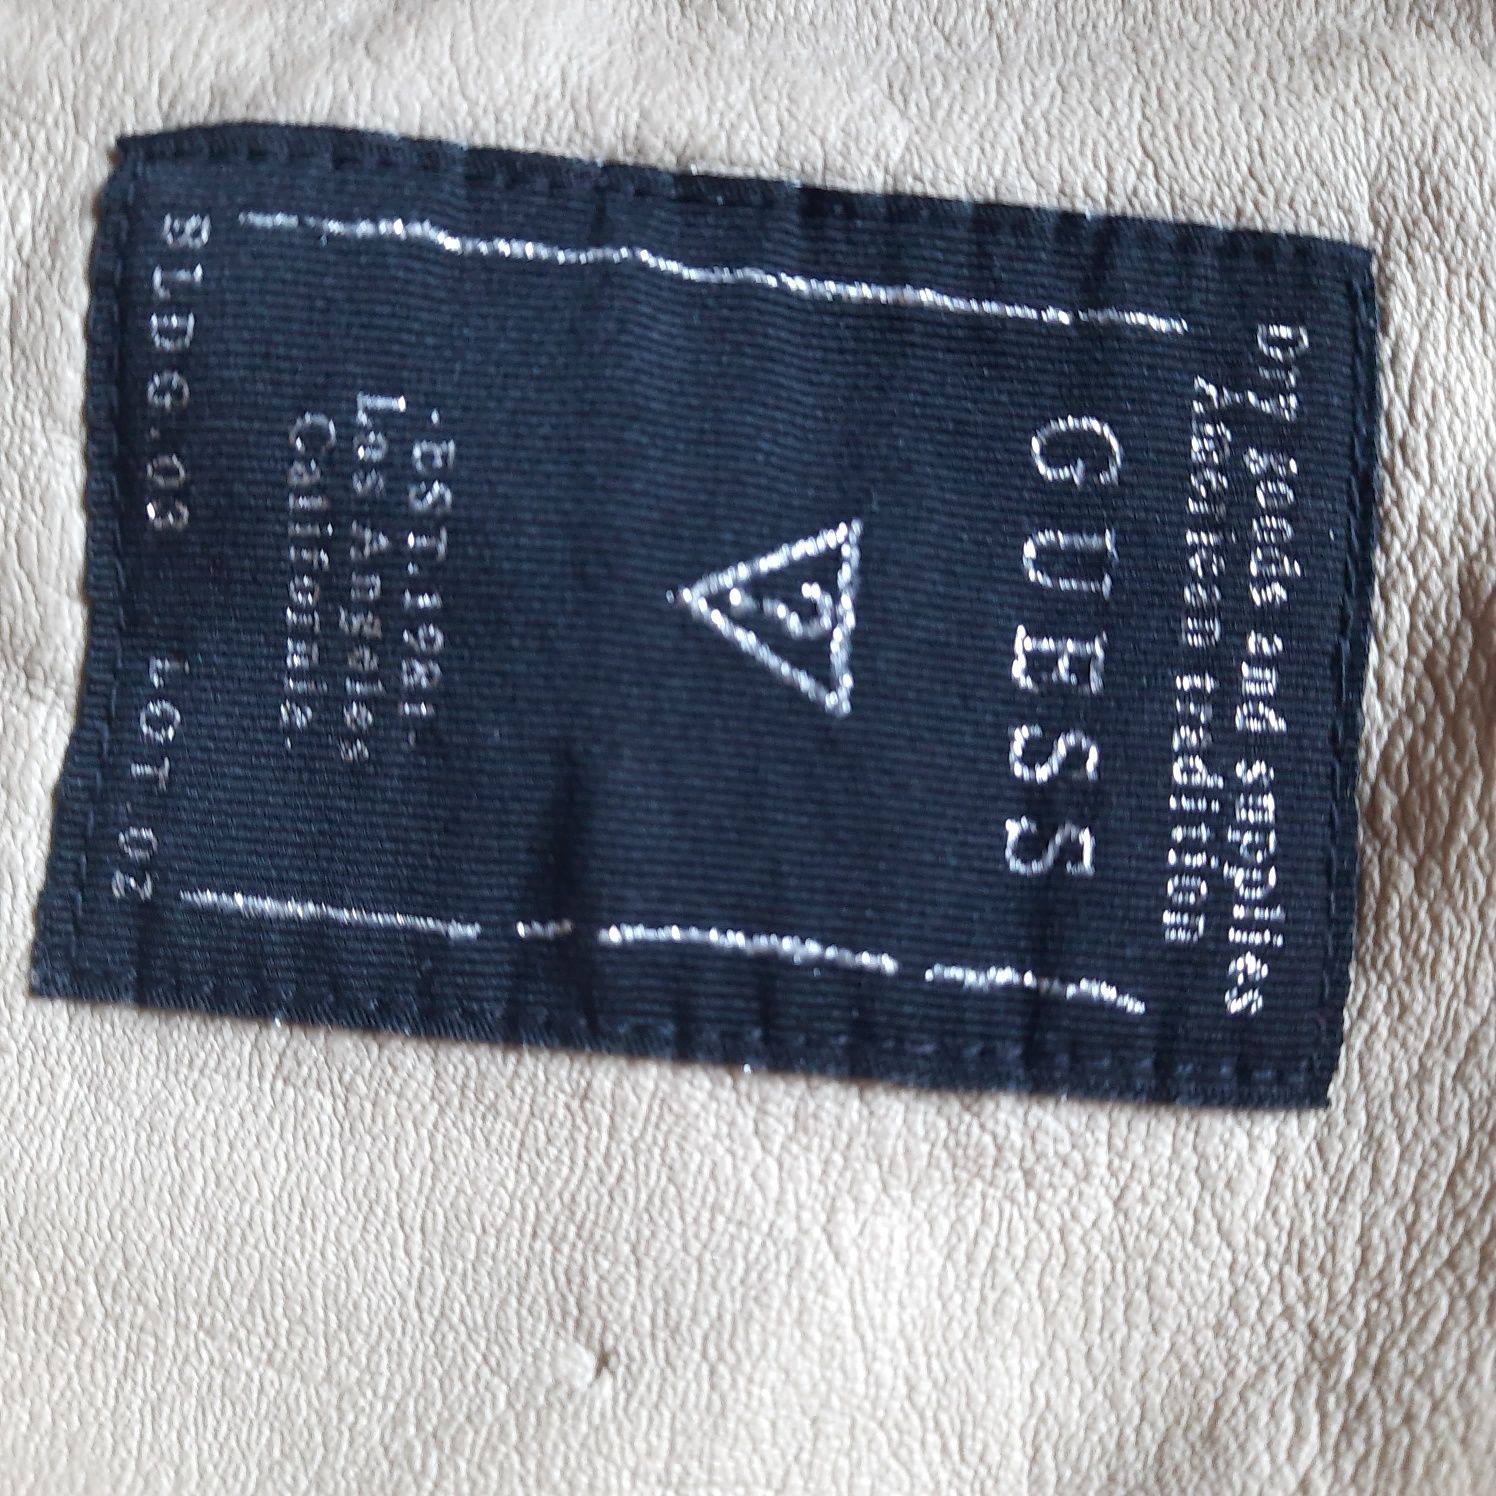 Dry goods and supplies
American tradition
GUESS
?
·EST.1981·
Los Angeles
California
BLDG.03 LOT.02